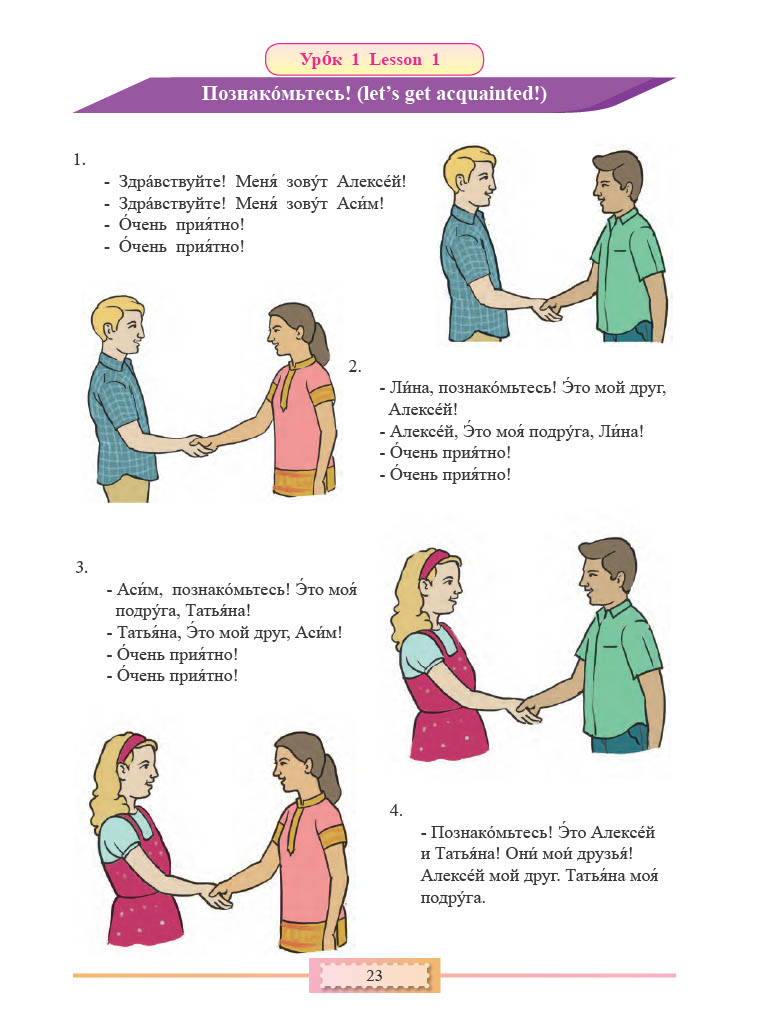 Уро́к 1 Lesson 1
Познако́мьтесь! (let’s get acquainted!)
1.
- Здра́вствуйте! Меня́ зову́т Алексе́й!
- Здра́вствуйте! Меня́ зову́т Аси́м!
- О́чень прия́тно!
- О́чень прия́тно!
2.
- Ли́на, познако́мьтесь! Э́то мой друг,
Алексе́й!
- Алексе́й, Э́то моя́ подру́га, Ли́на!
- О́чень прия́тно!
- О́чень прия́тно!
3.
- Аси́м, познако́мьтесь! Э́то моя́
подру́га, Татья́на!
- Татья́на, Э́то мой друг, Аси́м!
- О́чень прия́тно!
- О́чень прия́тно!
4.
- Познако́мьтесь! Э́то Алексе́й
и Татья́на! Они́ мои́ друзья́!
Алексе́й мой друг. Татья́на моя́
подру́га.
23